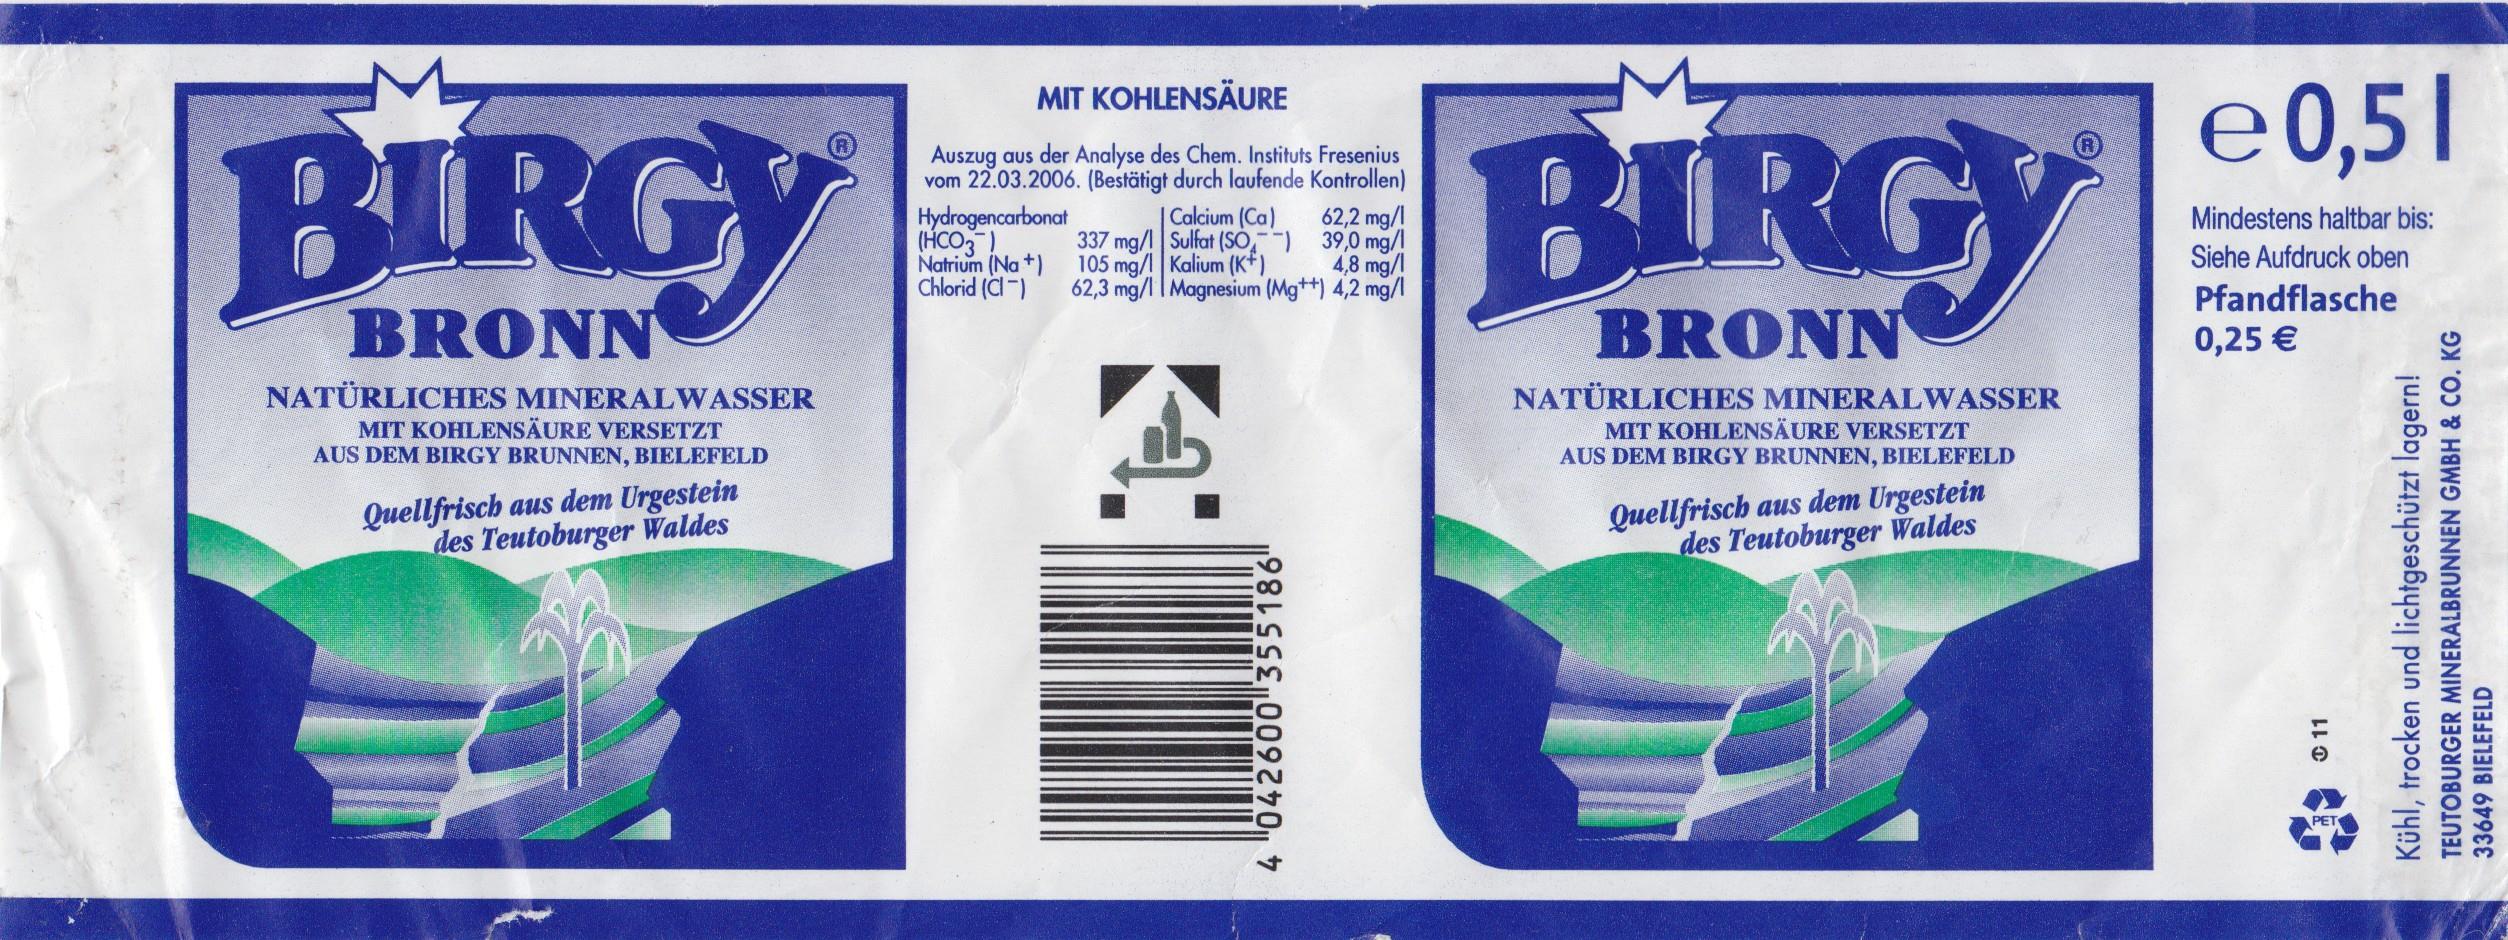 BIRGY®
BRONN
NATÜRLICHES MINERALWASSER
MIT KOHLENSÄURE VERSETZT
AUS DEM BIRGY BRUNNEN, BIELEFELD
Quellfrisch aus dem Urgestein
des Teutoburger Waldes
MIT KOHLENSÄURE
Auszug aus der Analyse des Chem. Instituts Fresenius
vom 22.03.2006. (Bestätigt durch laufende Kontrollen)
Hydrogencarbonat
(HCO3⁻) 337 mg/l
Natrium (Na⁺) 105 mg/l
Chlorid (Cl⁻) 62,3 mg/l
Calcium (Ca) 62,2 mg/l
Sulfat (SO4⁻⁻) 39,0 mg/l
Kalium (K⁺) 4,8 mg/l
Magnesium (Mg⁺⁺) 4,2 mg/l
4 042600 355186
BIRGY®
BRONN
NATÜRLICHES MINERALWASSER
MIT KOHLENSÄURE VERSETZT
AUS DEM BIRGY BRUNNEN, BIELEFELD
Quellfrisch aus dem Urgestein
des Teutoburger Waldes
e 0,5 l
Mindestens haltbar bis:
Siehe Aufdruck oben
Pfandflasche
0,25 €
11
PET
Kühl, trocken und lichtgeschützt lagern!
TEUTOBURGER MINERALBRUNNEN GMBH & CO. KG
33649 BIELEFELD